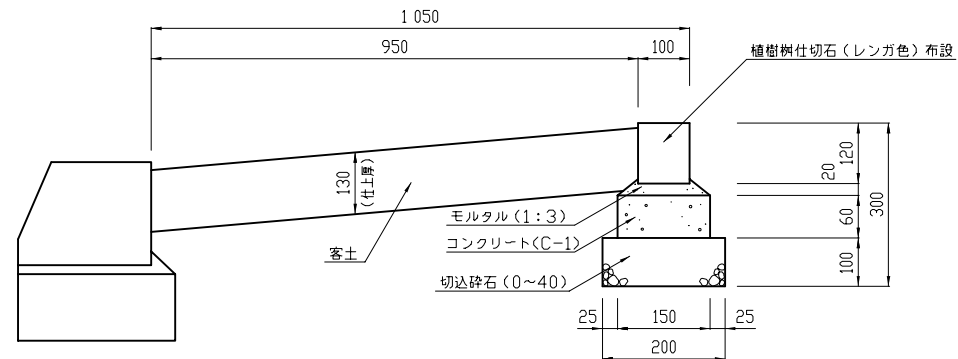 1 050
950
100
植樹桝仕切石（レンガ色）布設
130
（仕上厚）
20
120
60
100
300
モルタル（1：3）
コンクリート（C-1）
客土
切込砕石（0～40）
25
150
25
200